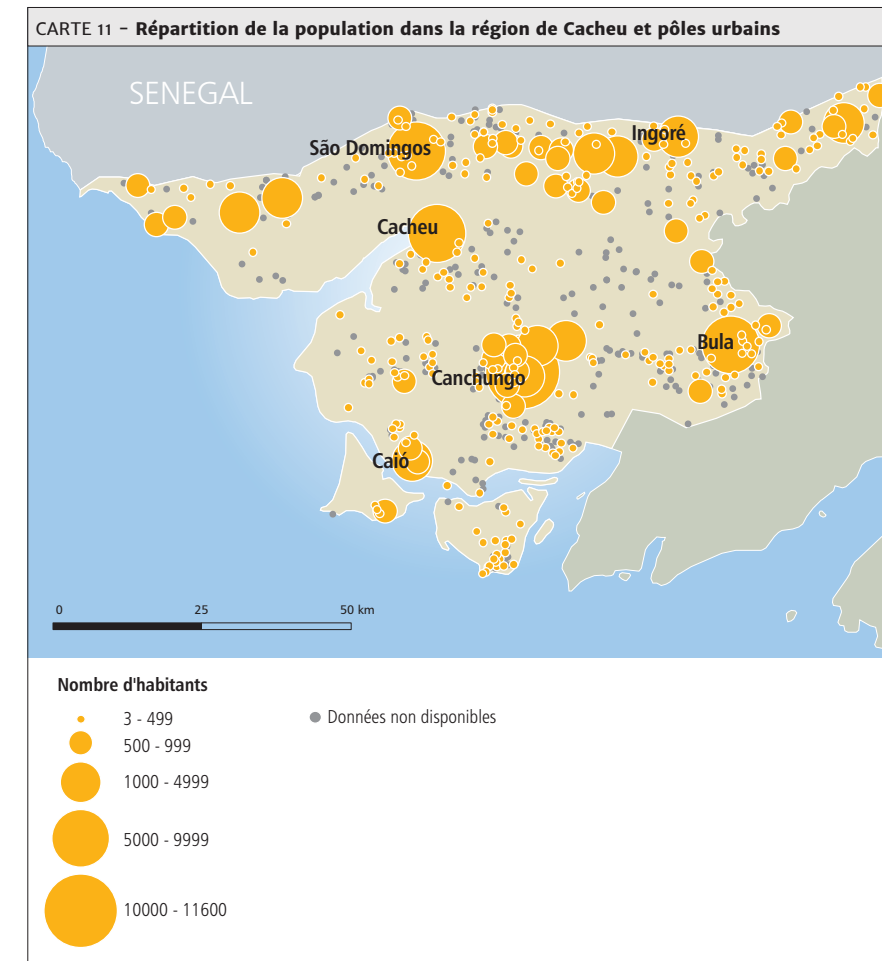 CARTE 11 – Répartition de la population dans la région de Cacheu et pôles urbains
SENEGAL
São Domingos
Ingoré
Cacheu
Bula
Canchungo
Caió
0 25 50 km
Nombre d'habitants
3 - 499
Données non disponibles
500 - 999
1000 - 4999
5000 - 9999
10000 - 11600